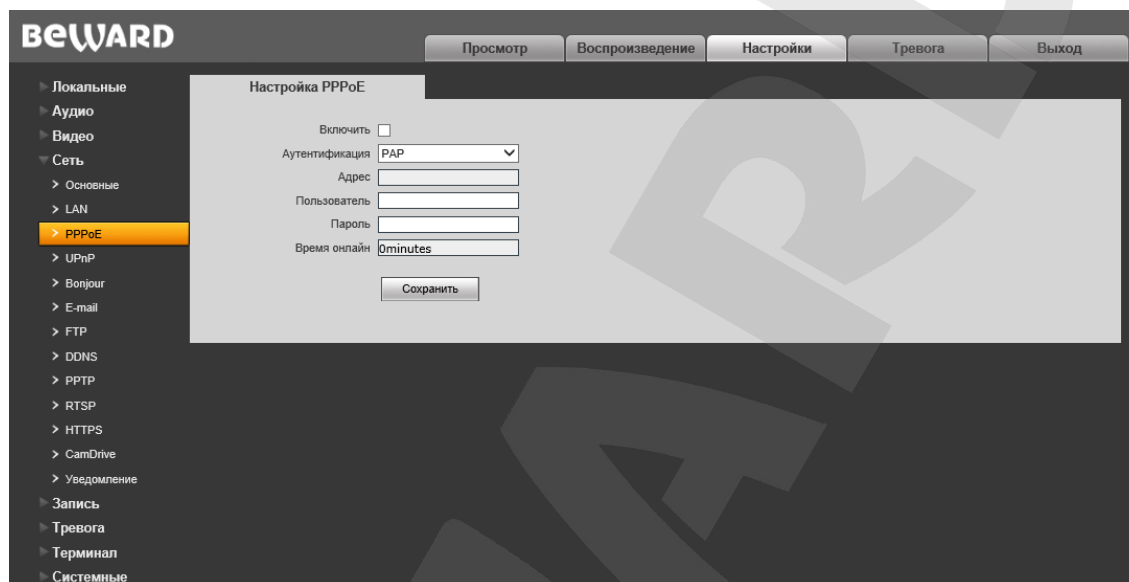 BEWARD
Просмотр Воспроизведение Настройки Тревога Выход
Локальные
Аудио
Видео
Сеть
Основные
LAN
PPPoE
UPnP
Bonjour
E-mail
FTP
DDNS
PPTP
RTSP
HTTPS
CamDrive
Уведомление
Запись
Тревога
Терминал
Системные
Настройка PPPoE
Включить
Аутентификация PAP
Адрес
Пользователь
Пароль
Время онлайн 0minutes
Сохранить